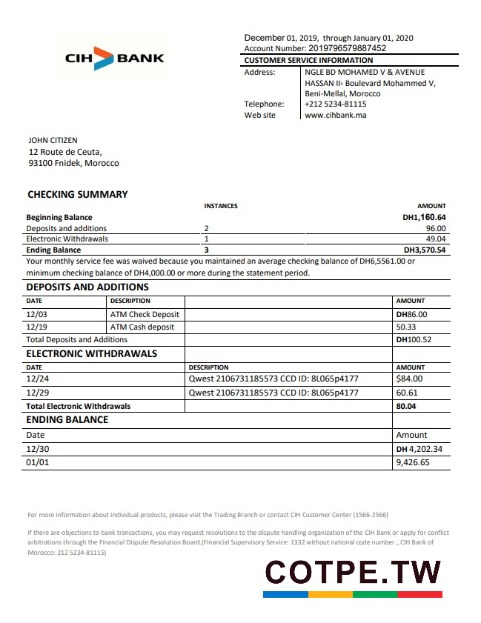 CIH BANK
December 01, 2019, through January 01, 2020
Account Number: 2019796579887452
CUSTOMER SERVICE INFORMATION
Address: NGLE BD MOHAMED V & AVENUE
HASSAN II، Boulevard Mohammed V,
Beni-Mellal, Morocco
Telephone: +212 5234-81115
Web site www.cihbank.ma
JOHN CITIZEN
12 Route de Ceuta,
93100 Fnidek, Morocco
CHECKING SUMMARY
INSTANCES AMOUNT
Beginning Balance DH1,160.64
Deposits and additions 2 96.00
Electronic Withdrawals 1 49.04
Ending Balance 3 DH3,570.54
Your monthly service fee was waived because you maintained an average checking balance of DH6,5561.00 or
minimum checking balance of DH4,000.00 or more during the statement period.
DEPOSITS AND ADDITIONS
DATE DESCRIPTION AMOUNT
12/03 ATM Check Deposit DH86.00
12/19 ATM Cash deposit 50.33
Total Deposits and Additions DH100.52
ELECTRONIC WITHDRAWALS
DATE DESCRIPTION AMOUNT
12/24 Qwest 2106731185573 CCD ID: 8L065p4177 $84.00
12/29 Qwest 2106731185573 CCD ID: 8L065p4177 60.61
Total Electronic Withdrawals 80.04
ENDING BALANCE
Date Amount
12/30 DH 4,202.34
01/01 9,426.65
For more information about individual products, please visit the Trading Branch or contact CIH Customer Center (1566-2566)
If there are objections to bank transactions, you may request resolutions to the dispute handling organization of the CIH Bank or apply for conflict
arbitrations through the Financial Dispute Resolution Board.(Financial Supervisory Service: 1332 without national code number., CIH Bank of
Morocco: 212 5234-81115)
COTPE.TW